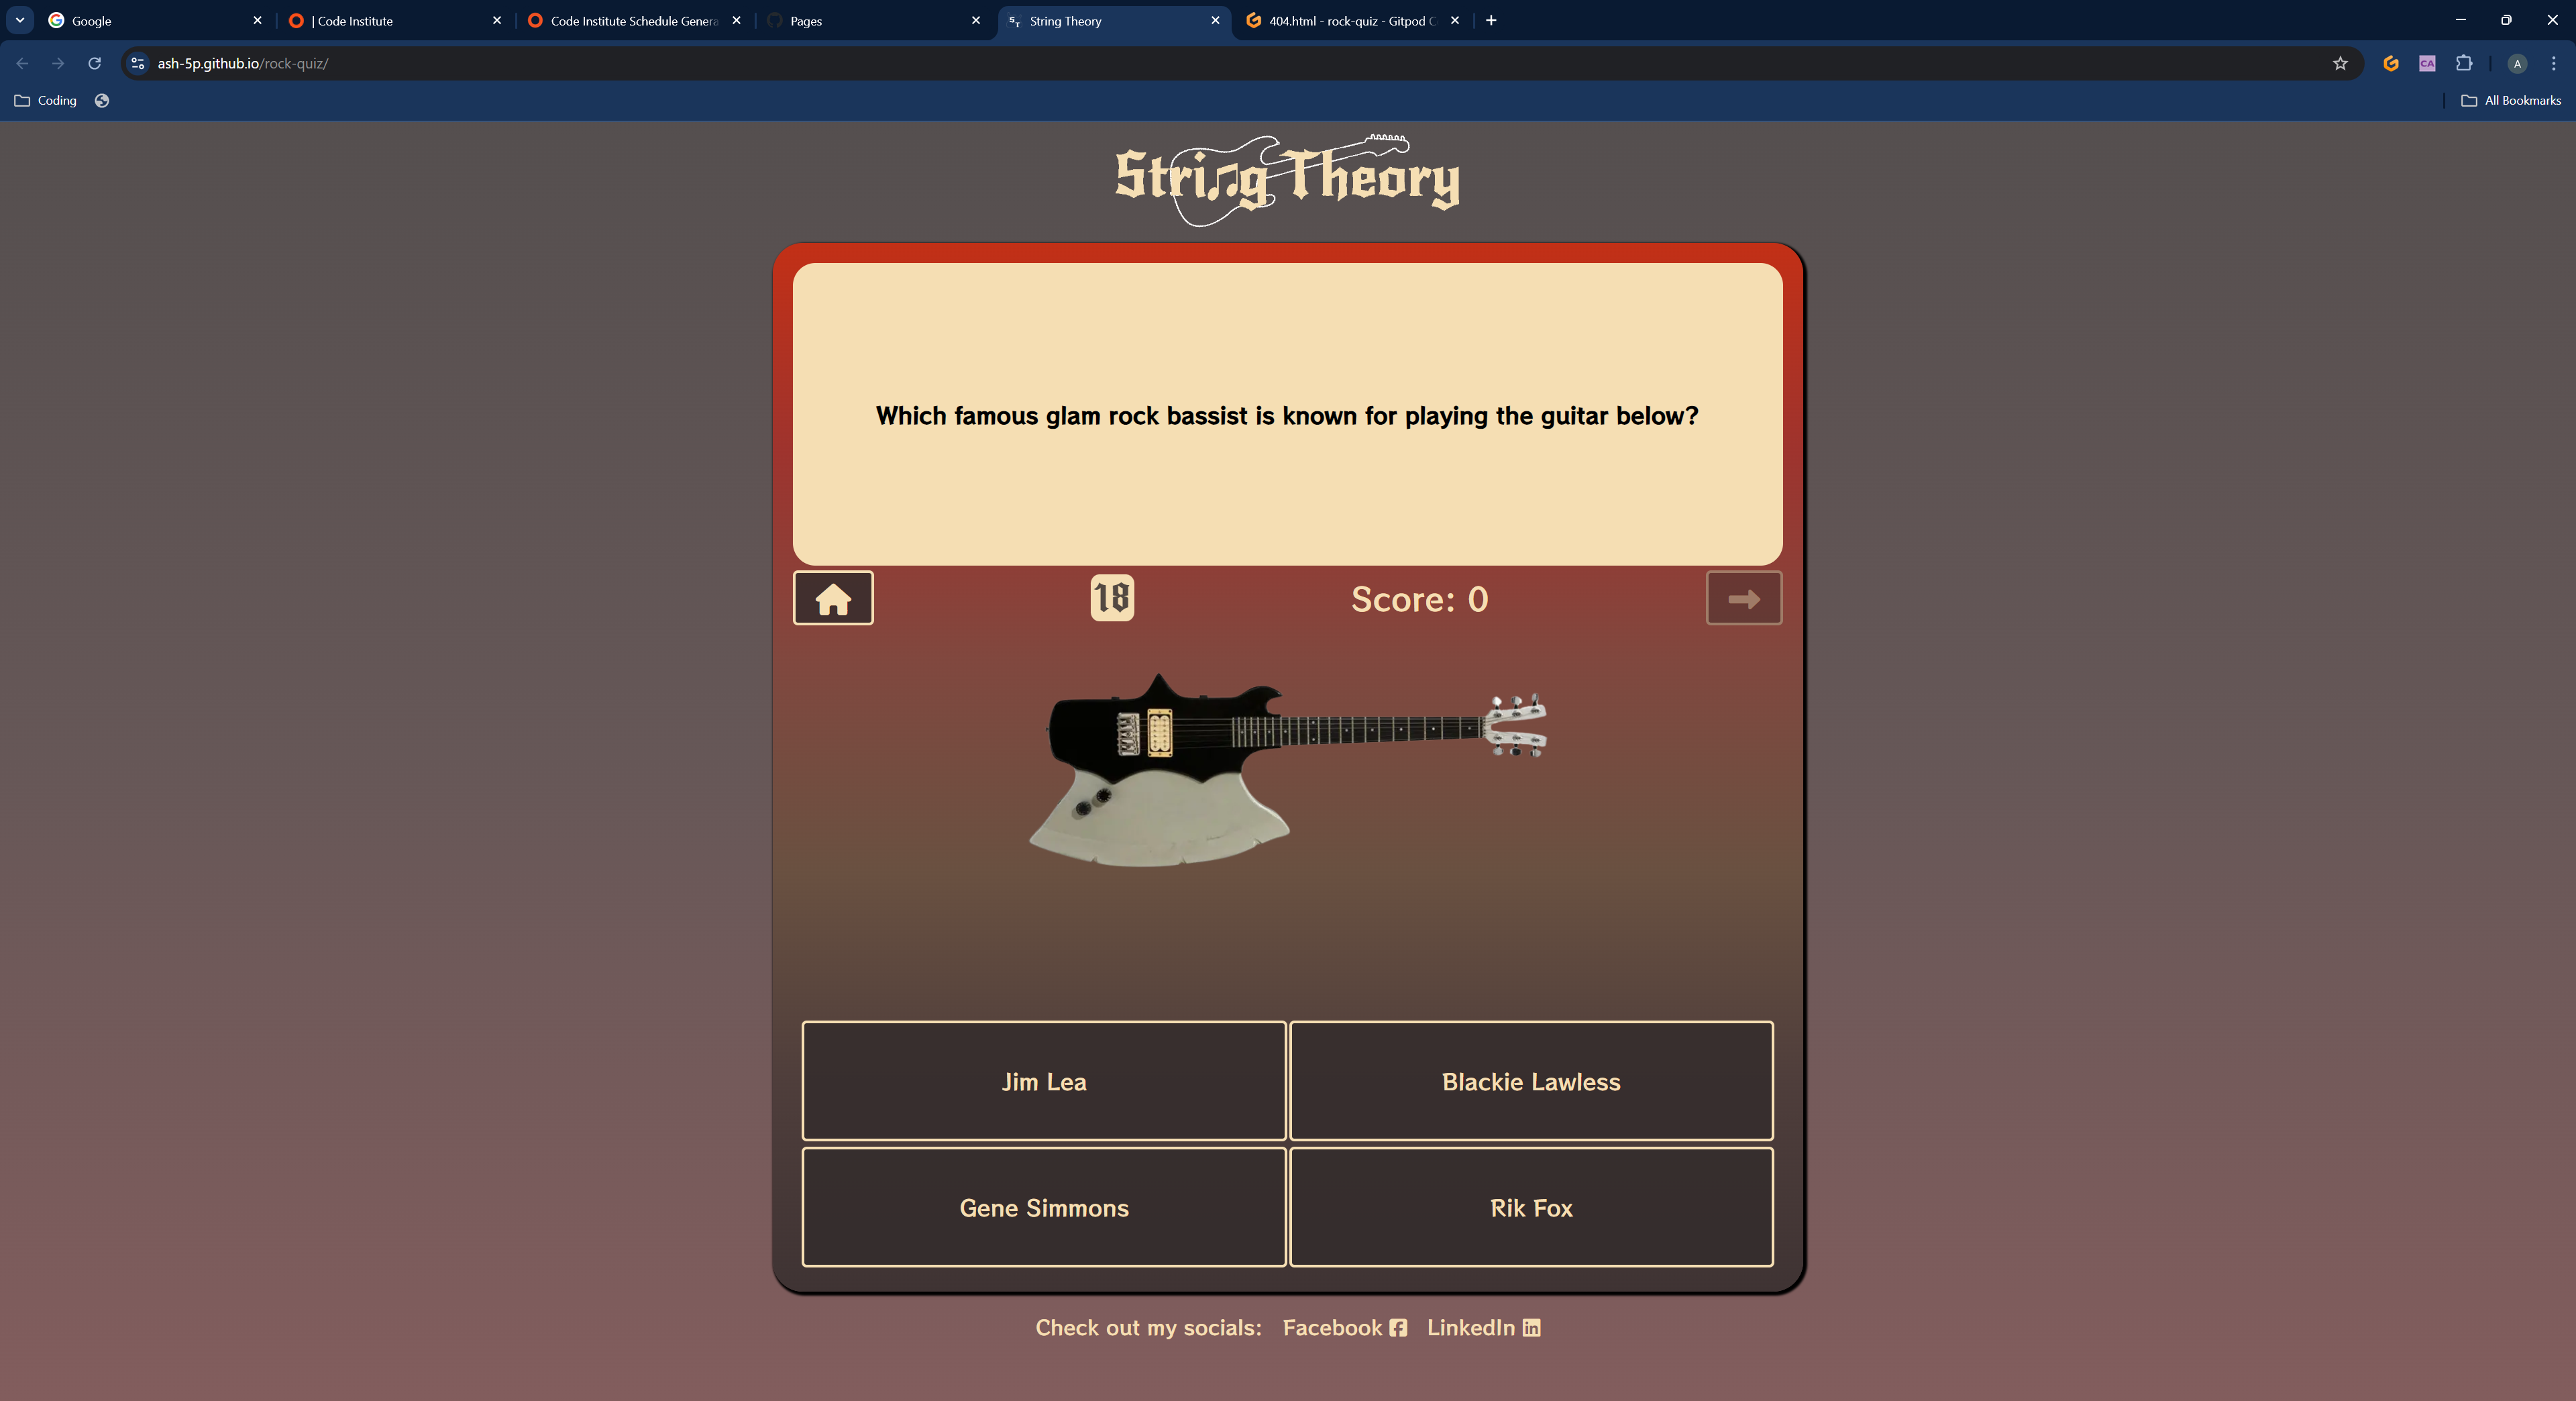 Google
| Code Institute
Code Institute Schedule Genera
Pages
String Theory
404.html - rock-quiz - Gitpod C
ash-5p.github.io/rock-quiz/
CA
A
Coding
All Bookmarks
String Theory
Which famous glam rock bassist is known for playing the guitar below?
18
Score: 0
Jim Lea
Blackie Lawless
Gene Simmons
Rik Fox
Check out my socials: Facebook LinkedIn